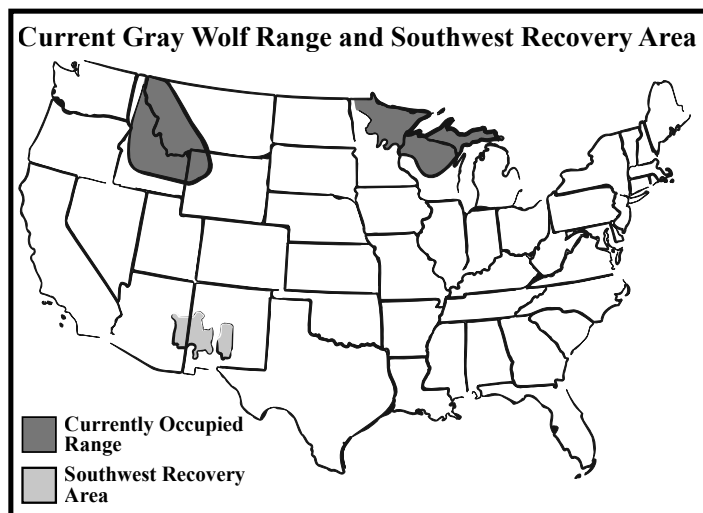 Current Gray Wolf Range and Southwest Recovery Area
Currently Occupied
Range
Southwest Recovery
Area